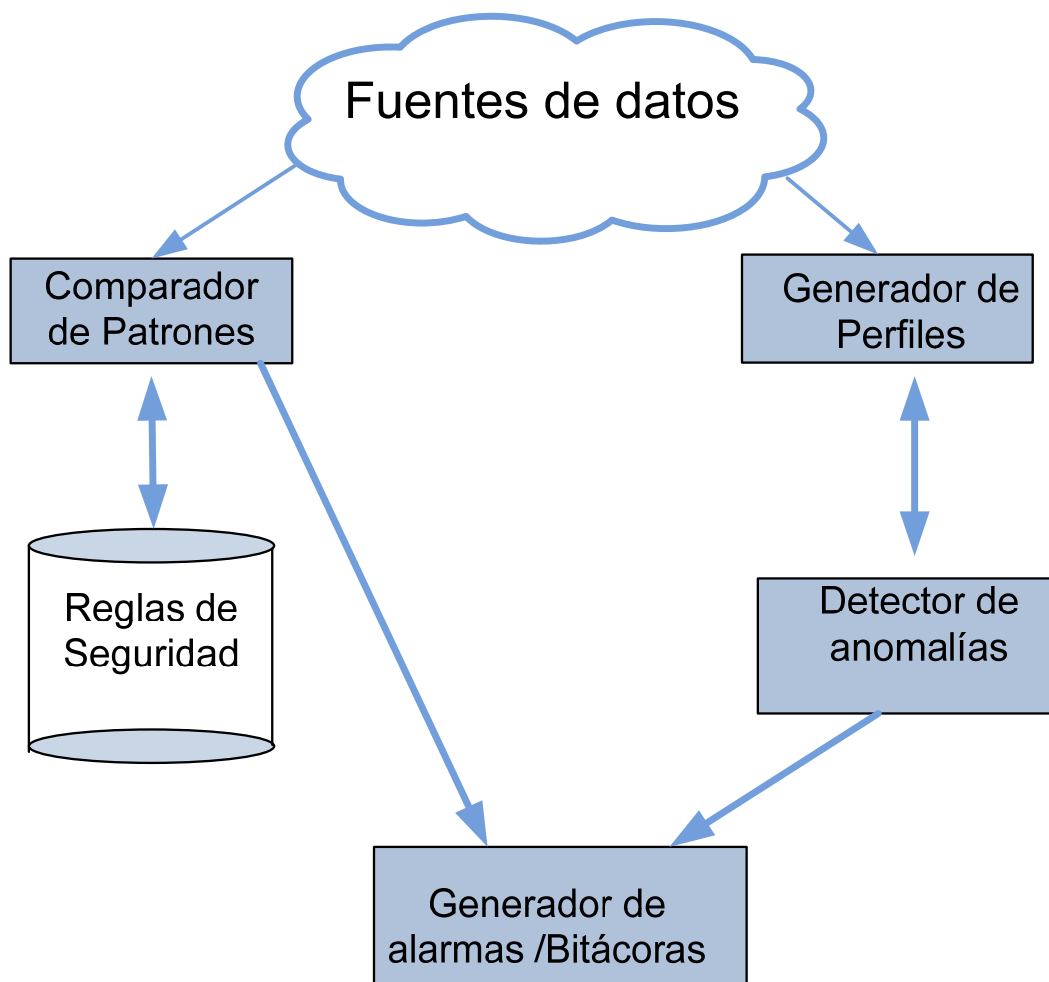 Fuentes de datos
Comparador
de Patrones
Generador de
Perfiles
Reglas de
Seguridad
Detector de
anomalías
Generador de
alarmas /Bitácoras